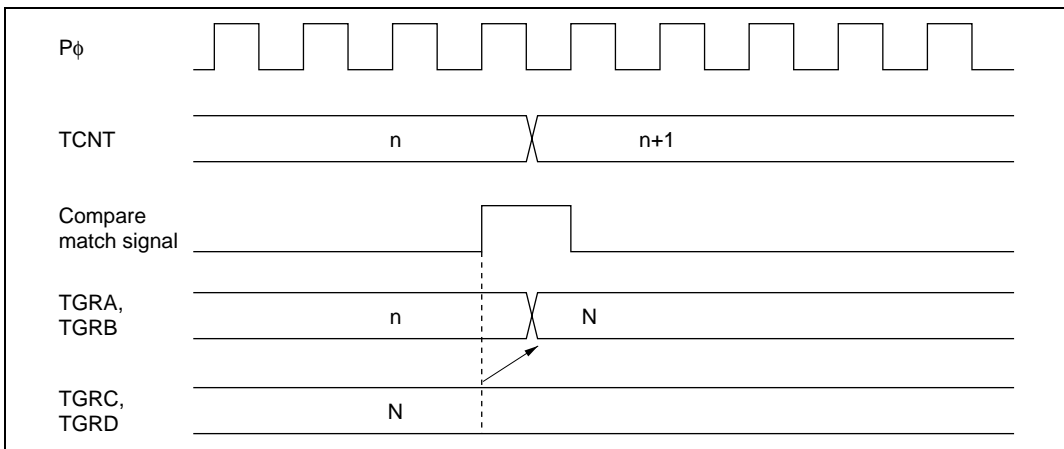 Pϕ
TCNT
n
n+1
Compare
match signal
TGRA,
TGRB
n
N
TGRC,
TGRD
N